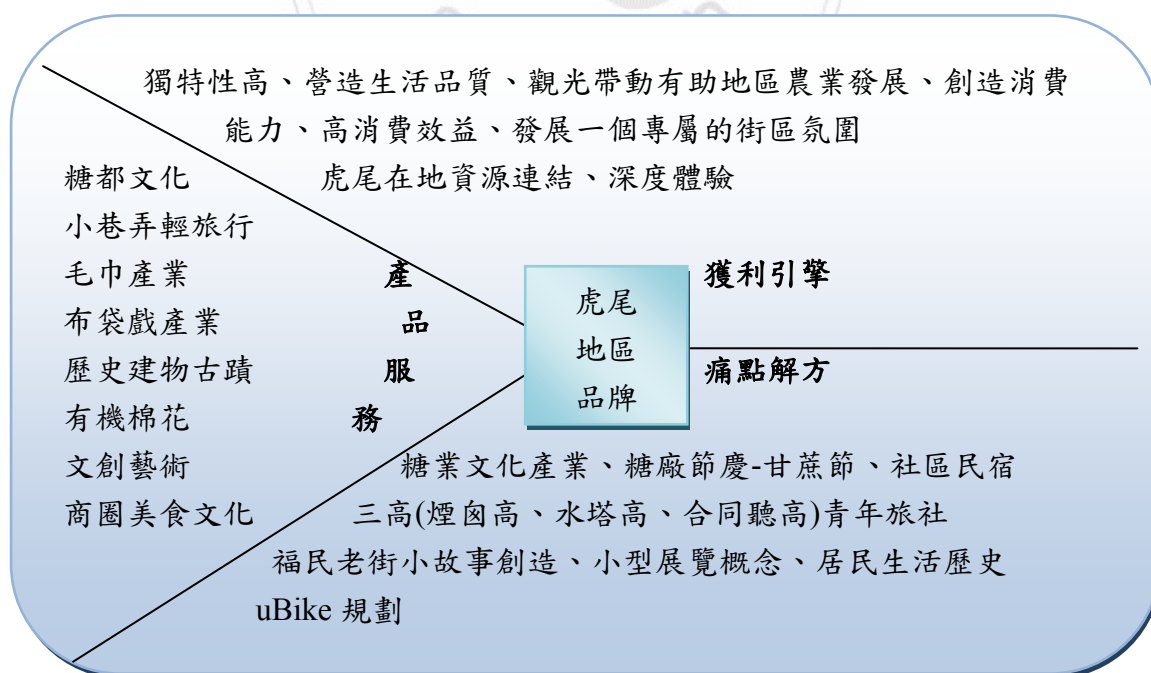 獨特性高、營造生活品質、觀光帶動有助地區農業發展、創造消費
能力、高消費效益、發展一個專屬的街區氛圍
虎尾在地資源連結、深度體驗
糖都文化
小巷弄輕旅行
毛巾產業
布袋戲產業
歷史建物古蹟
有機棉花
文創藝術
商圈美食文化
產
品
服
務
虎尾
地區
品牌
獲利引擎
痛點解方
糖業文化產業、糖廠節慶-甘蔗節、社區民宿
三高(煙囪高、水塔高、合同聽高)青年旅社
福民老街小故事創造、小型展覽概念、居民生活歷史
uBike 規劃